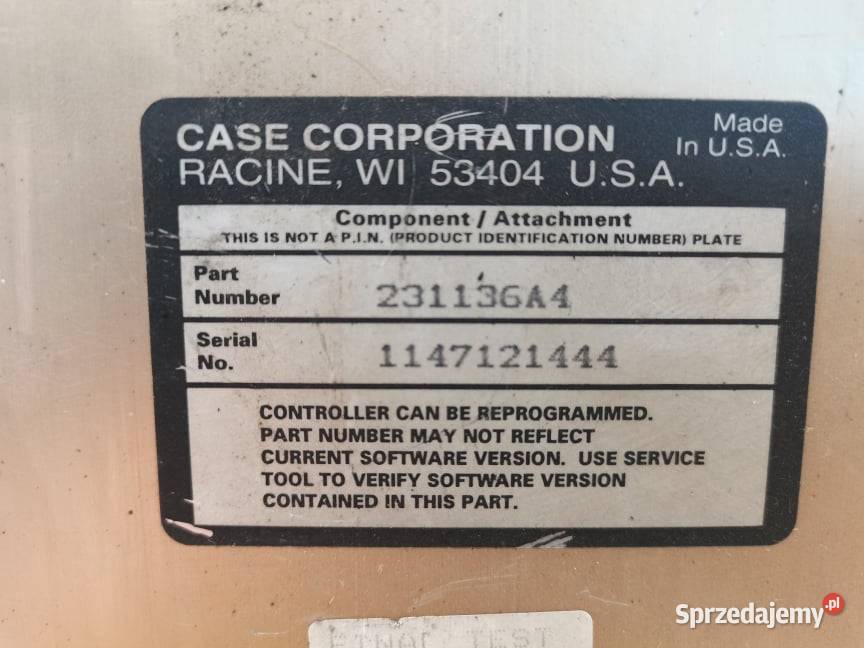 CASE CORPORATION
Made
In U.S.A.
RACINE, WI 53404 U.S.A.
Component / Attachment
THIS IS NOT A P.I.N. (PRODUCT IDENTIFICATION NUMBER) PLATE
Part
Number
231136A4
Serial
No.
1147121444
CONTROLLER CAN BE REPROGRAMMED.
PART NUMBER MAY NOT REFLECT
CURRENT SOFTWARE VERSION. USE SERVICE
TOOL TO VERIFY SOFTWARE VERSION
CONTAINED IN THIS PART.
FINAL TEST
Sprzedajemy.pl